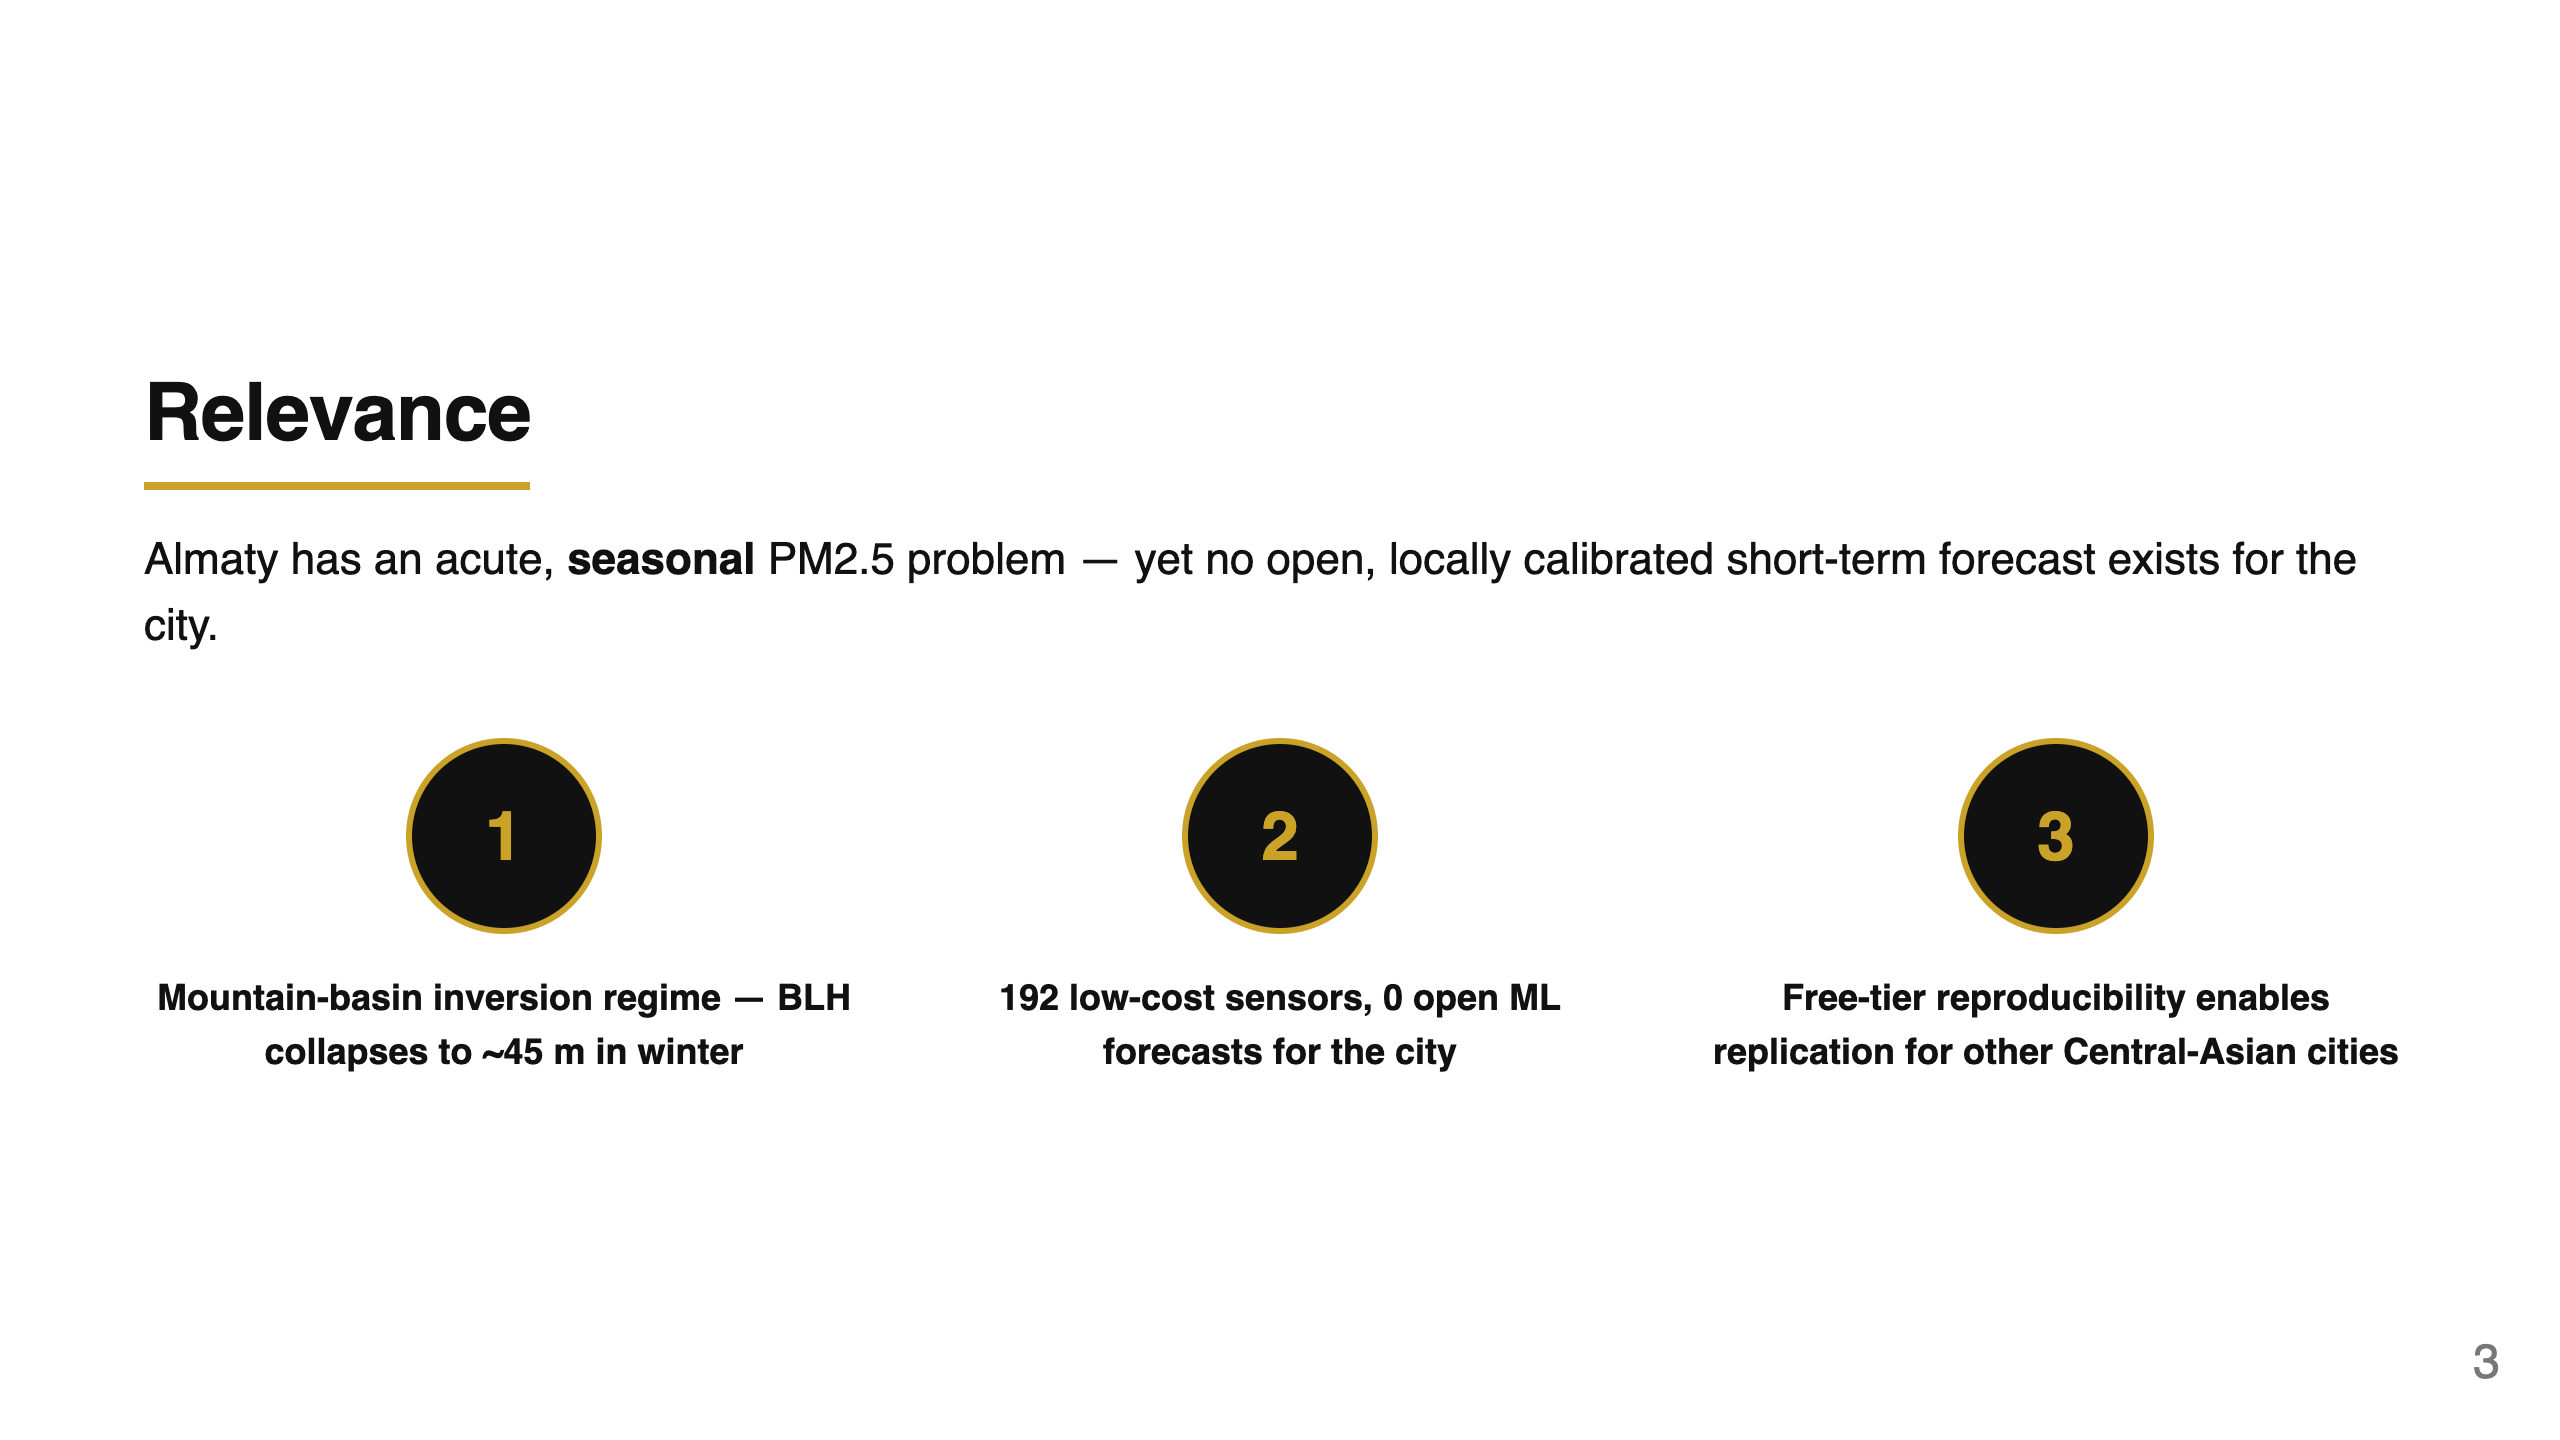 Relevance
Almaty has an acute, seasonal PM2.5 problem — yet no open, locally calibrated short-term forecast exists for the
city.
1
Mountain-basin inversion regime — BLH
collapses to ~45 m in winter
2
192 low-cost sensors, 0 open ML
forecasts for the city
3
Free-tier reproducibility enables
replication for other Central-Asian cities
3